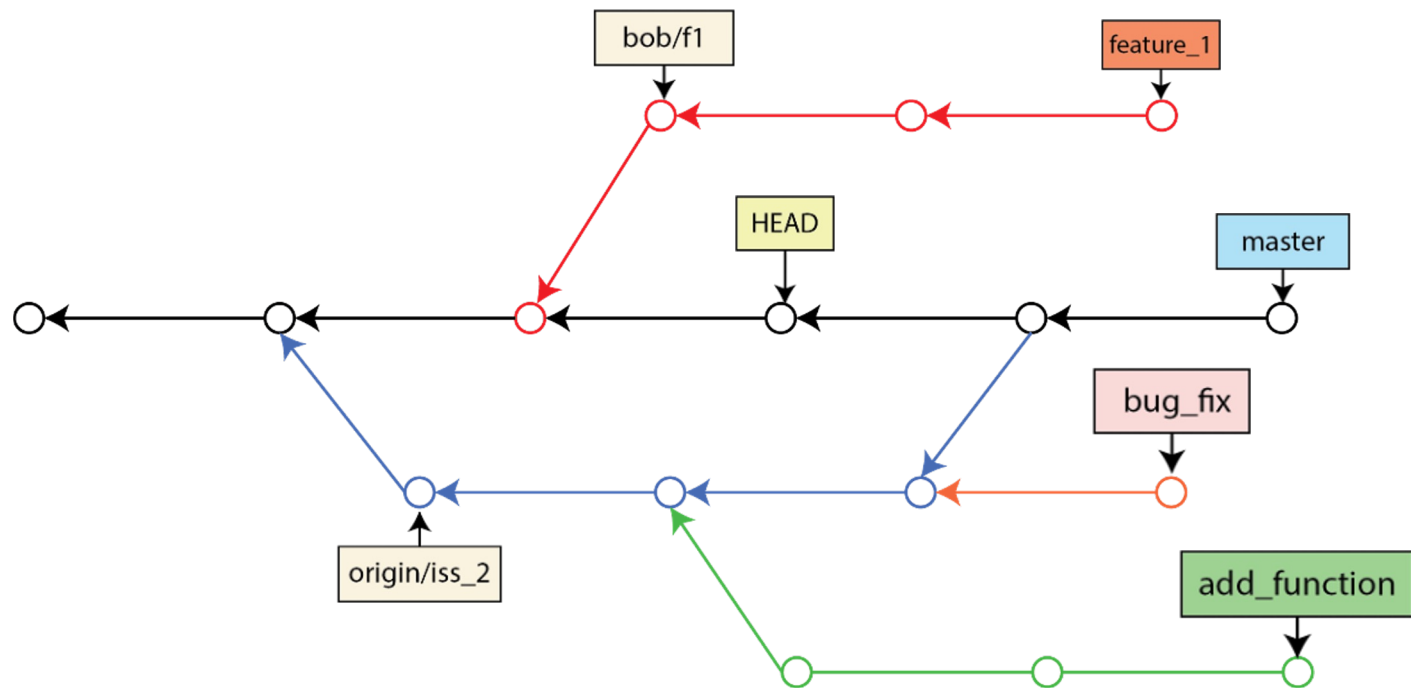 bob/f1
feature_1
HEAD
master
bug_fix
origin/iss_2
add_function